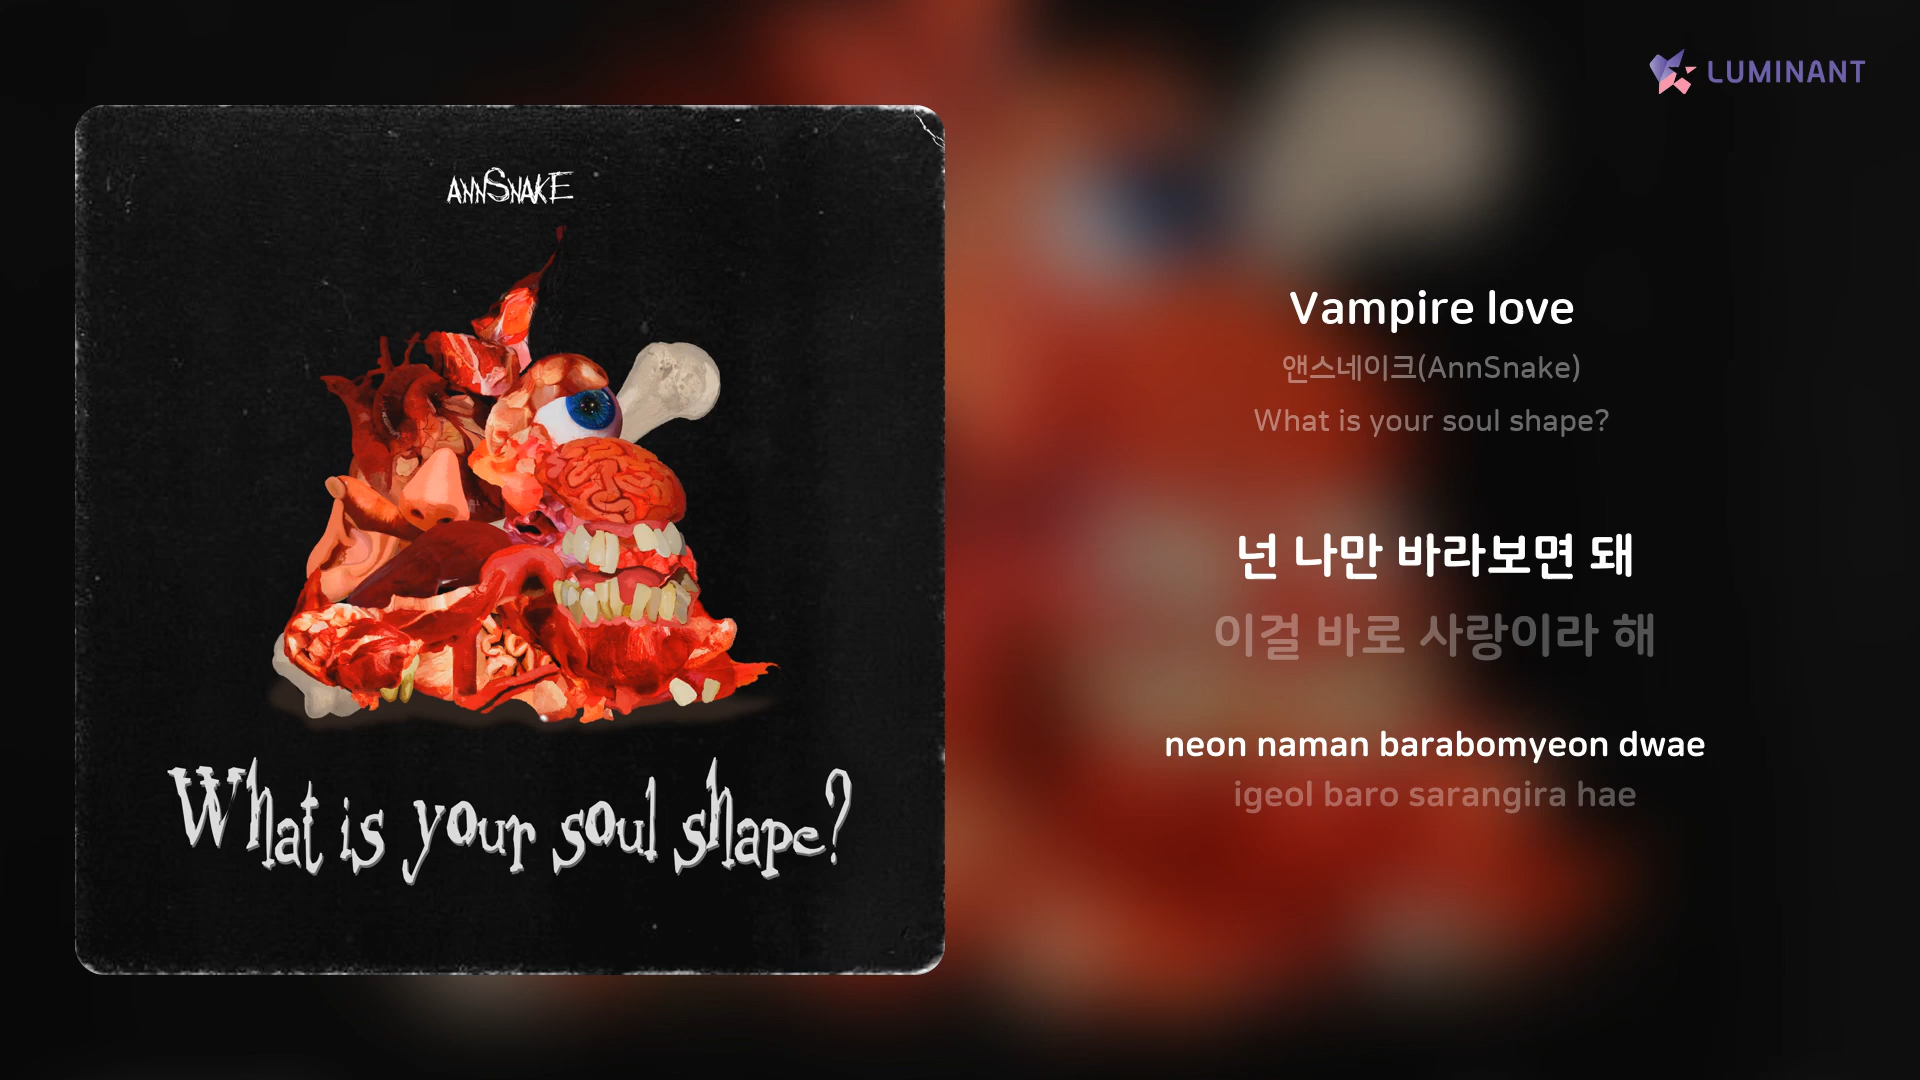 ANNSNAKE
What is your soul shape?
LUMINANT
Vampire love
앤스네이크(AnnSnake)
What is your soul shape?
넌 나만 바라보면 돼
이걸 바로 사랑이라 해
neon naman barabomyeon dwae
igeol baro sarangira hae